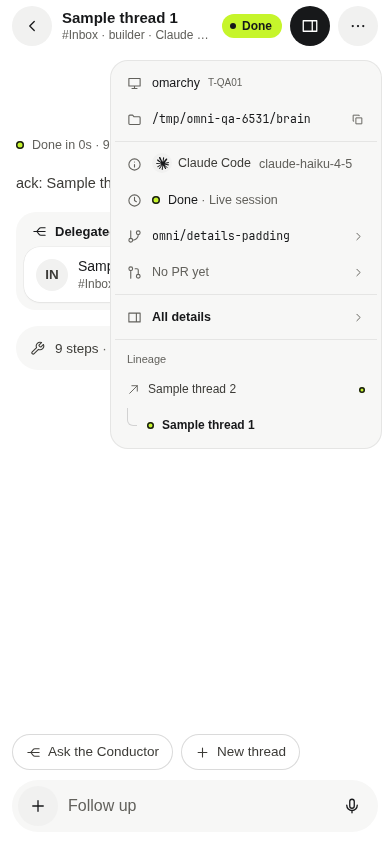 Sample thread 1
#Inbox · builder · Claude ...
Done
omarchy T-QA01
/tmp/omni-qa-6531/brain
Done in 0s · 9
Claude Code claude-haiku-4-5
ack: Sample th
Done · Live session
Delegate
omni/details-padding
IN
Samp
#Inbox
No PR yet
All details
9 steps ·
Lineage
Sample thread 2
Sample thread 1
Ask the Conductor
New thread
Follow up